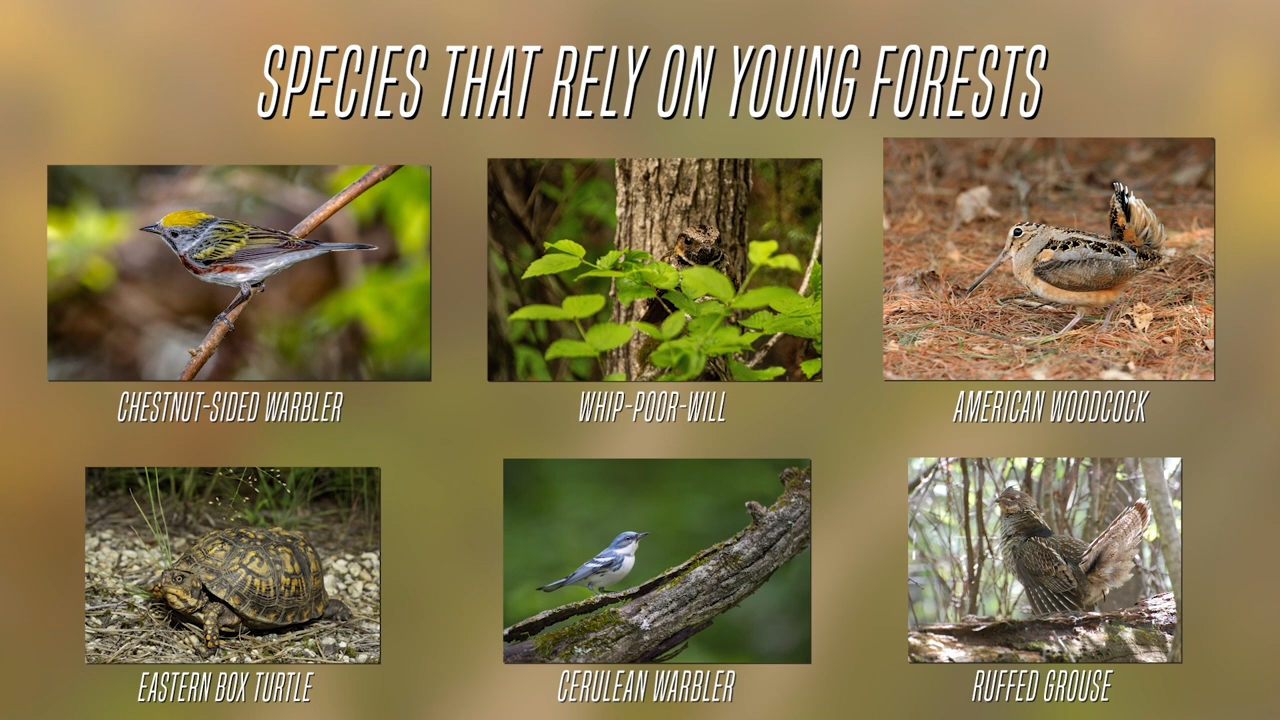 SPECIES THAT RELY ON YOUNG FORESTS
CHESTNUT-SIDED WARBLER
WHIP-POOR-WILL
AMERICAN WOODCOCK
EASTERN BOX TURTLE
CERULEAN WARBLER
RUFFED GROUSE